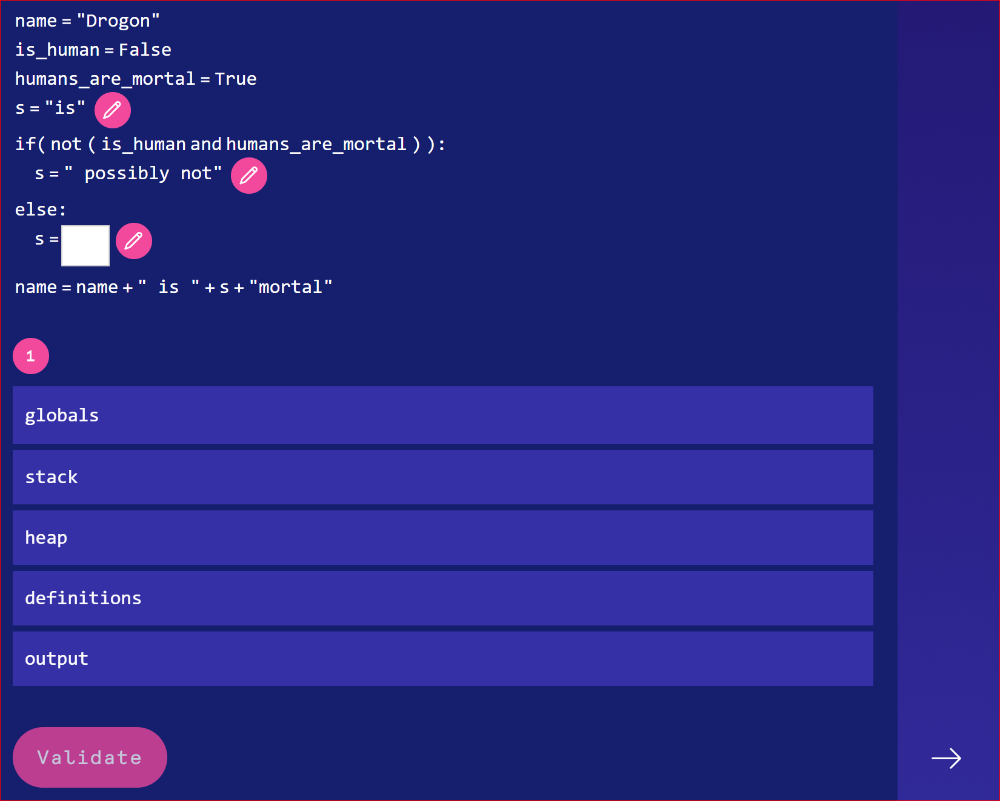 name = "Drogon"
is_human = False
humans_are_mortal = True
s = "is"
if( not ( is_human and humans_are_mortal ) ):
s = " possibly not"
else:
s =
name = name + " is " + s + "mortal"
1
globals
stack
heap
definitions
output
Validate